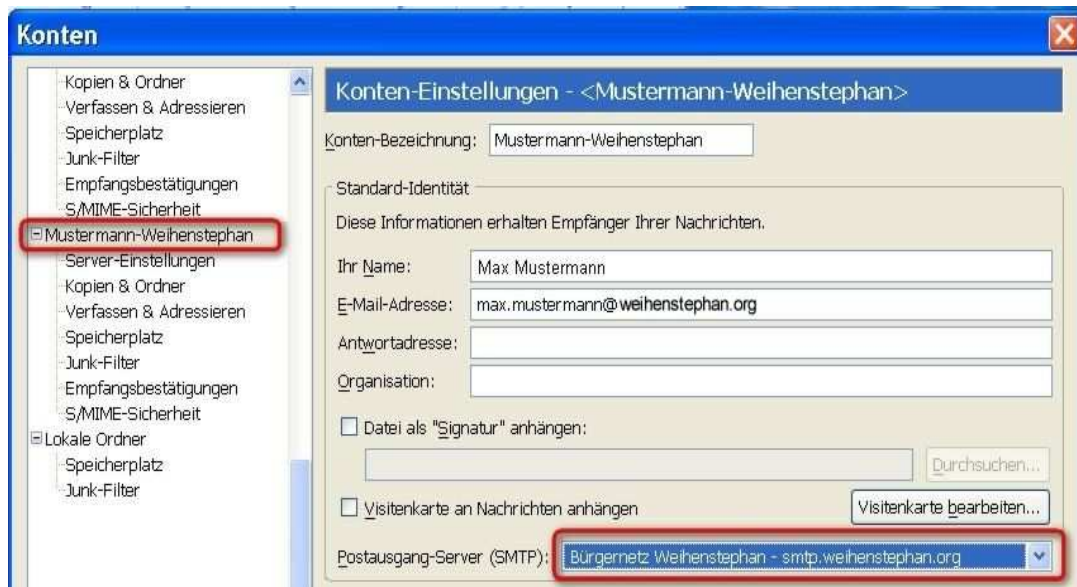 Konten
Kopien & Ordner
Verfassen & Adressieren
Speicherplatz
Junk-Filter
Empfangsbestätigungen
S/MIME-Sicherheit
Mustermann-Weihenstephan
Server-Einstellungen
Kopien & Ordner
Verfassen & Adressieren
Speicherplatz
Junk-Filter
Empfangsbestätigungen
S/MIME-Sicherheit
Lokale Ordner
Speicherplatz
Junk-Filter
Konten-Einstellungen - <Mustermann-Weihenstephan>
Konten-Bezeichnung: Mustermann-Weihenstephan
Standard-Identität
Diese Informationen erhalten Empfänger Ihrer Nachrichten.
Ihr Name: Max Mustermann
E-Mail-Adresse: max.mustermann@weihenstephan.org
Antwortadresse:
Organisation:
Datei als "Signatur" anhängen:
Durchsuchen...
Visitenkarte an Nachrichten anhängen
Visitenkarte bearbeiten...
Postausgang-Server (SMTP): Bürgernetz Weihenstephan - smtp.weihenstephan.org